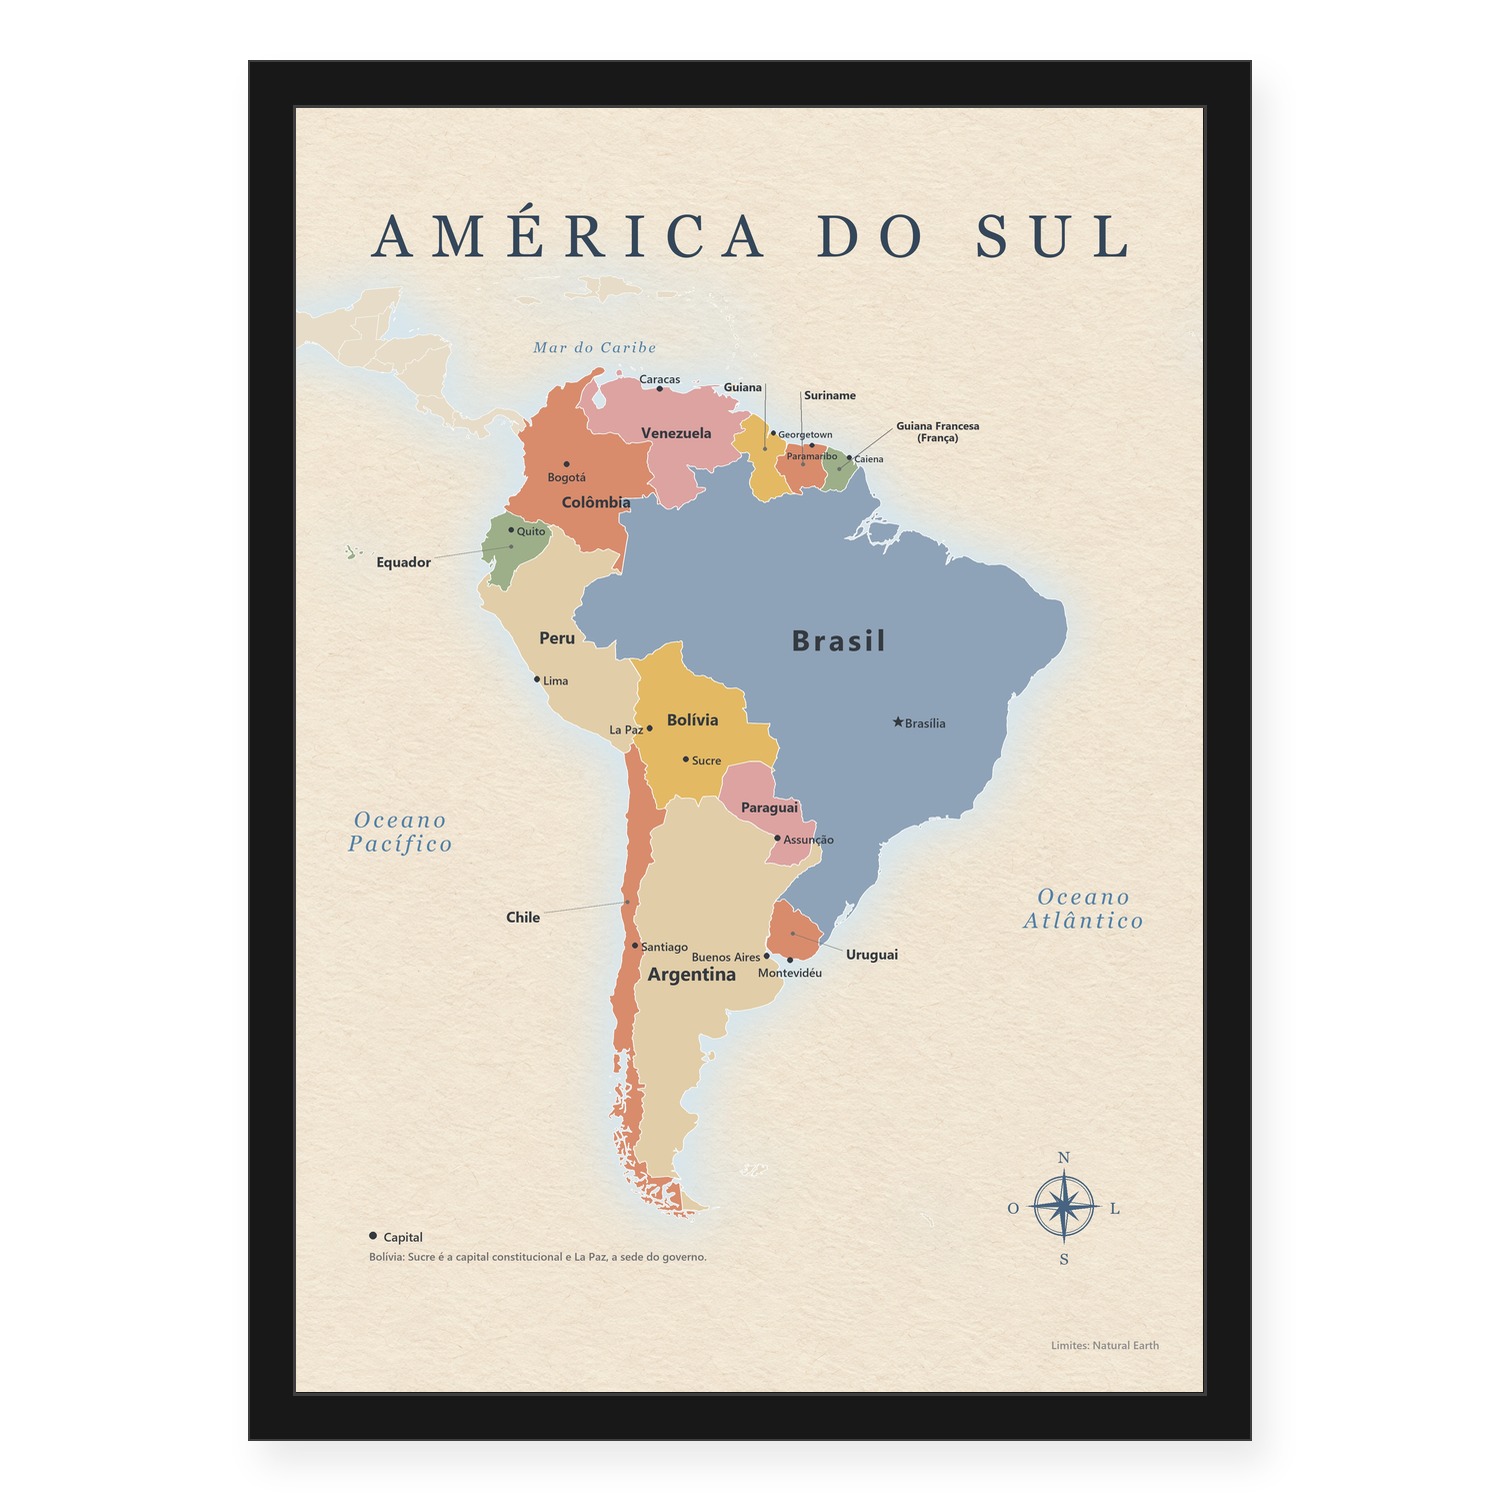 AMÉRICA DO SUL
Mar do Caribe
Caracas
Guiana
Suriname
Guiana Francesa
(França)
Venezuela
Georgetown
Paramaribo
Caiena
Bogotá
Colômbia
Quito
Equador
Peru
Brasil
Lima
Bolívia
La Paz
Brasília
Sucre
Paraguai
Oceano
Pacífico
Assunção
Oceano
Atlântico
Chile
Santiago
Buenos Aires
Uruguai
Argentina
Montevidéu
N
O
L
S
Capital
Bolívia: Sucre é a capital constitucional e La Paz, a sede do governo.
Limites: Natural Earth